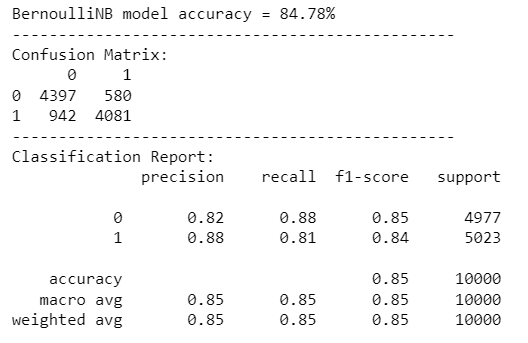 BernoulliNB model accuracy = 84.78%
------------------------------------------------
Confusion Matrix:
      0     1
0  4397   580
1   942  4081
------------------------------------------------
Classification Report:
              precision    recall  f1-score   support

           0       0.82      0.88      0.85      4977
           1       0.88      0.81      0.84      5023

    accuracy                           0.85     10000
   macro avg       0.85      0.85      0.85     10000
weighted avg       0.85      0.85      0.85     10000